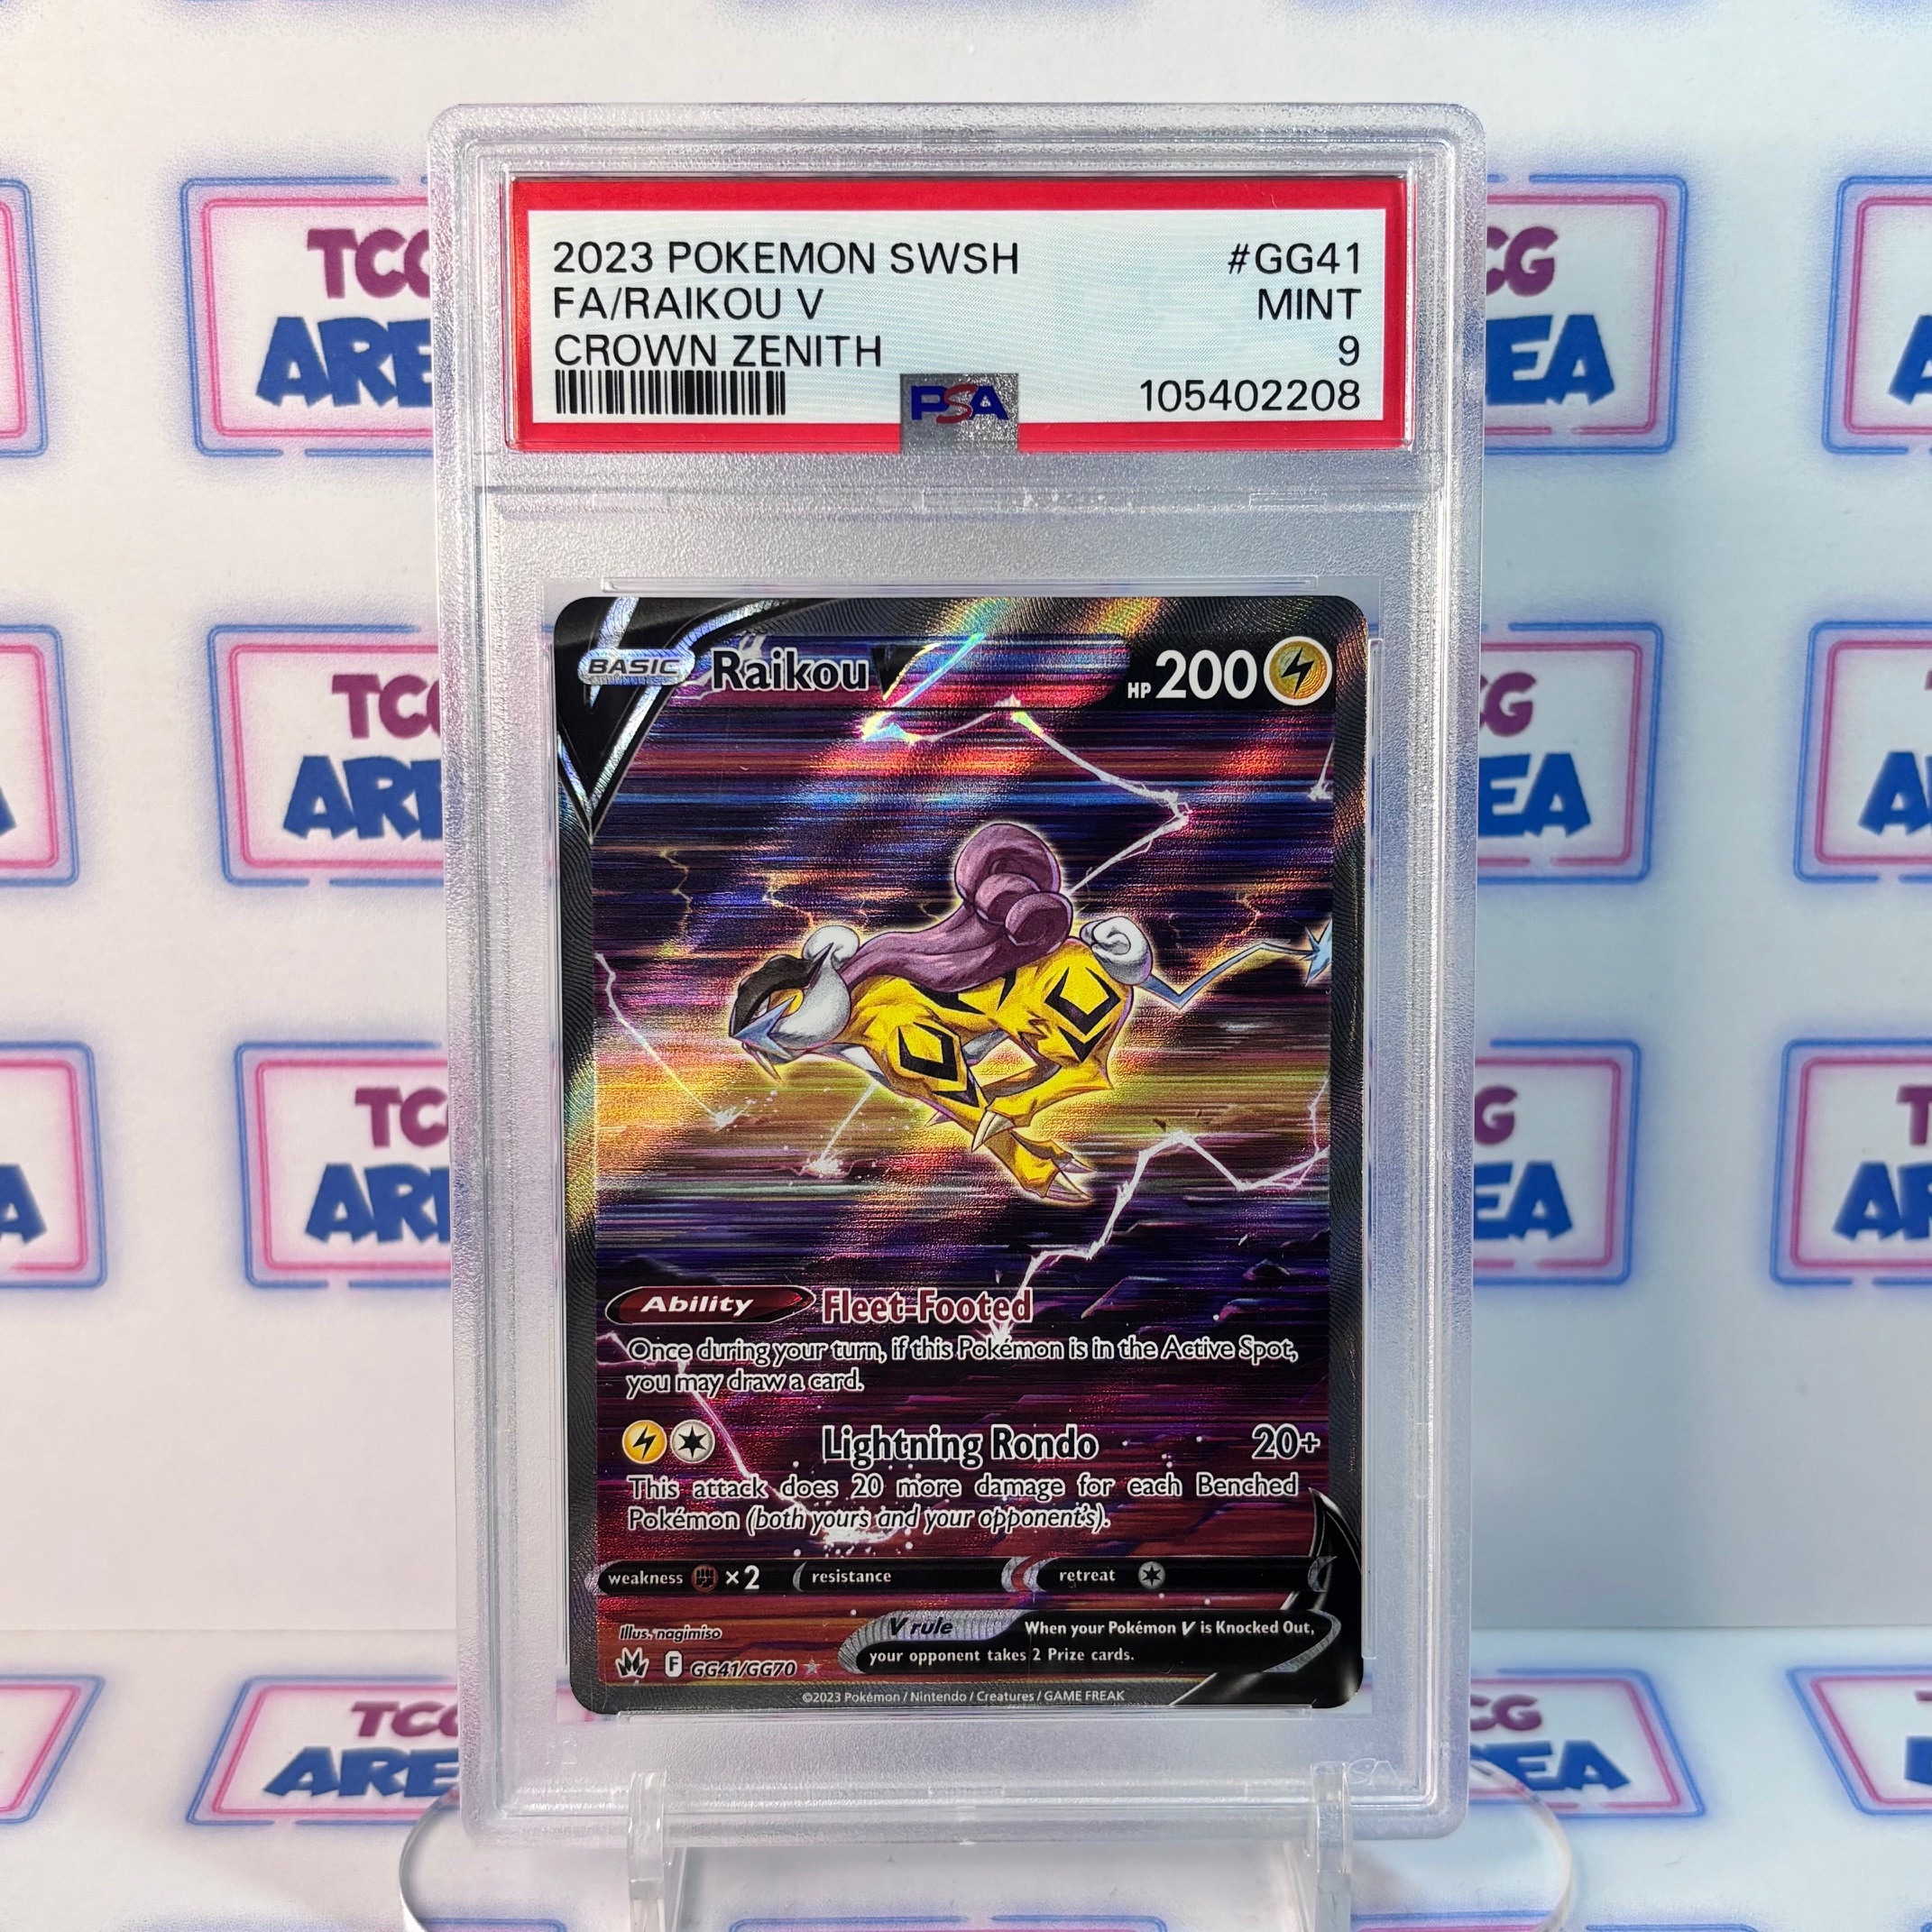 2023 POKEMON SWSH #GG41
FA/RAIKOU V MINT
CROWN ZENITH 9
PSA 105402208
BASIC Raikou V HP 200
Ability Fleet-Footed
Once during your turn, if this Pokémon is in the Active Spot,
you may draw a card.
Lightning Rondo 20+
This attack does 20 more damage for each Benched
Pokémon (both yours and your opponent's).
weakness ×2 resistance retreat
V rule When your Pokémon V is Knocked Out,
your opponent takes 2 Prize cards.
Illus. nagimiso
F GG41/GG70
©2023 Pokémon / Nintendo / Creatures / GAME FREAK
TCG
AREA